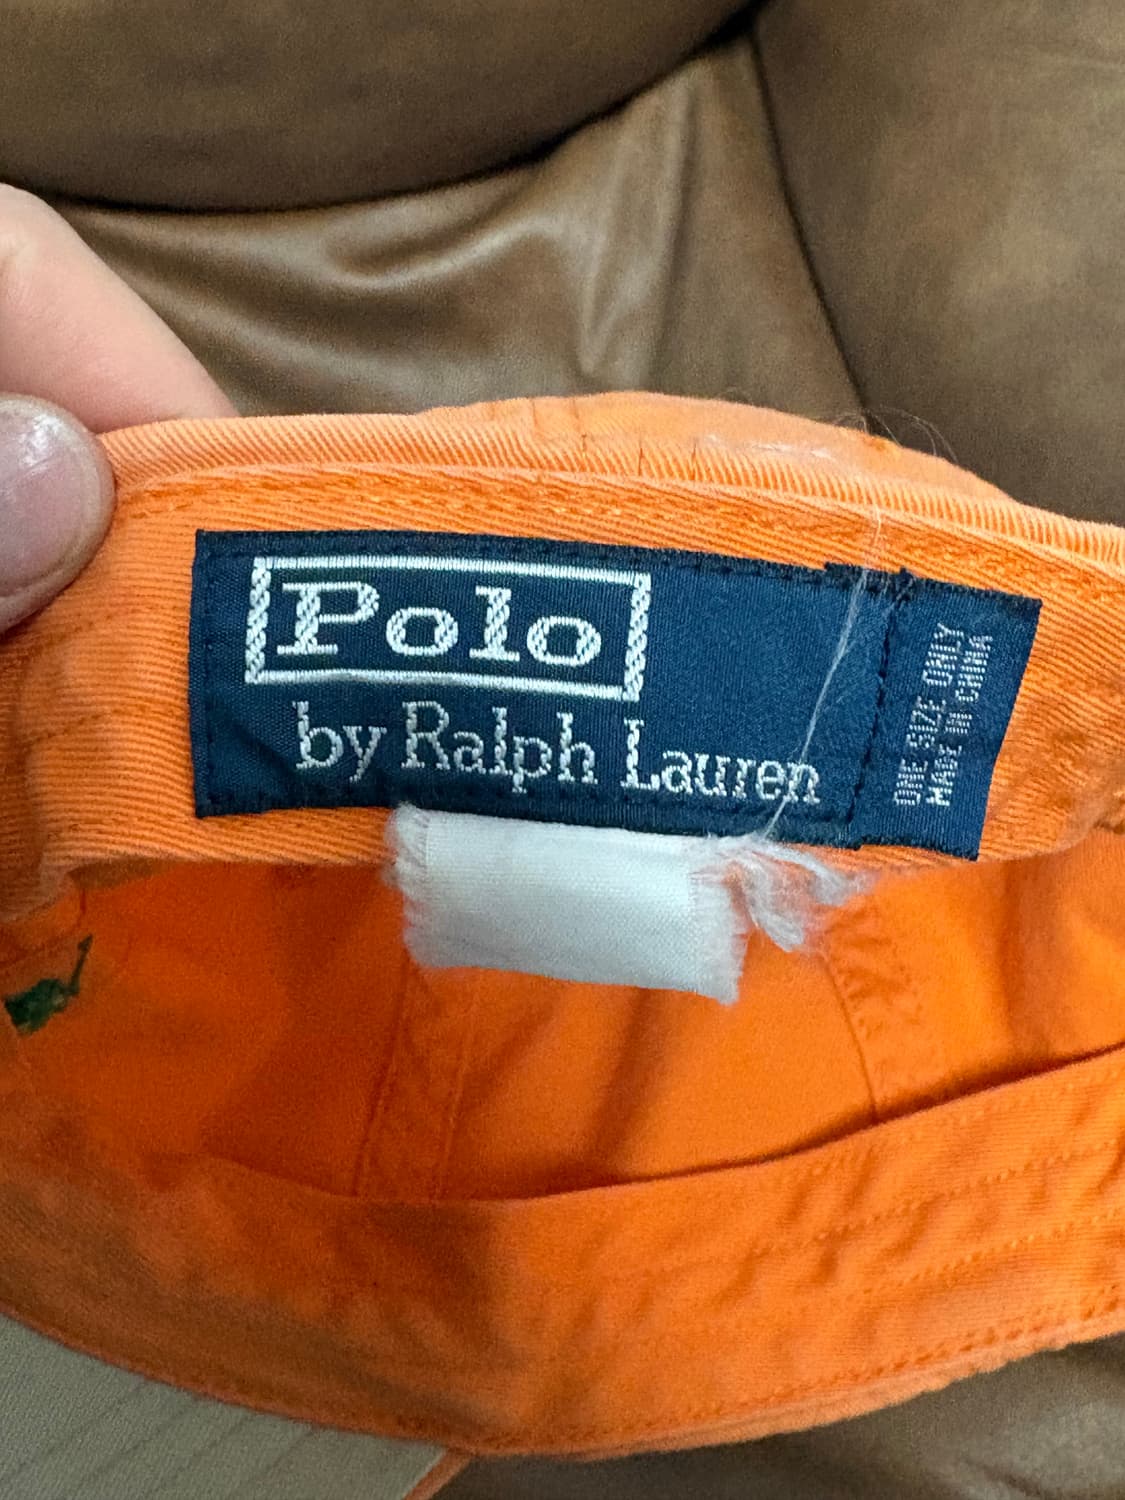 Polo
by Ralph Lauren
ONE SIZE ONLY
MADE IN CHINA